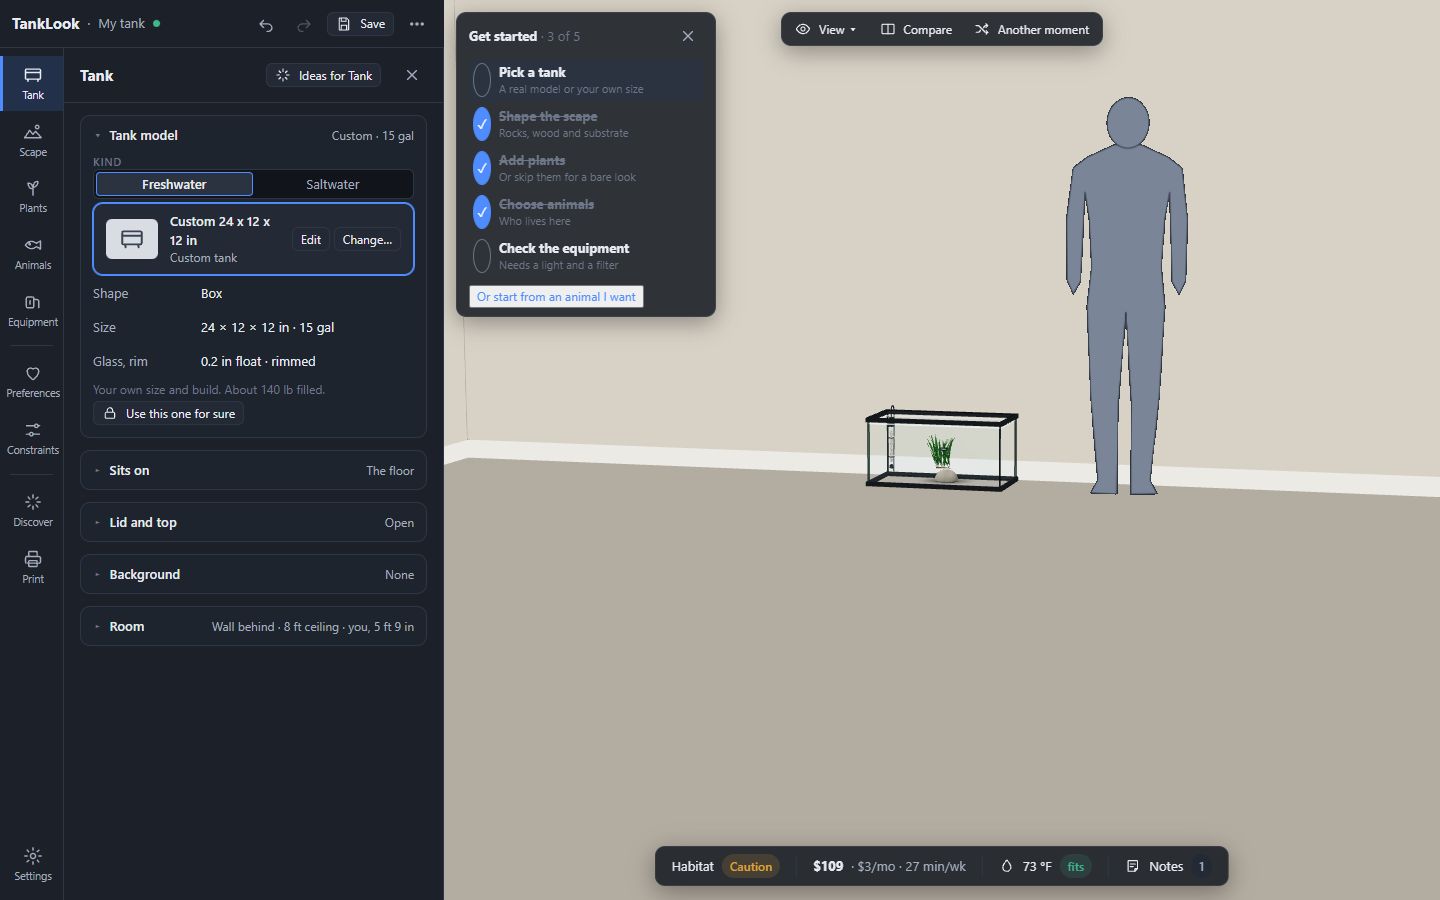 TankLook · My tank
Save
Tank
Scape
Plants
Animals
Equipment
Preferences
Constraints
Discover
Print
Settings
Tank
Ideas for Tank
Tank model
Custom · 15 gal
KIND
Freshwater
Saltwater
Custom 24 x 12 x
12 in
Custom tank
Edit
Change...
Shape
Box
Size
24 × 12 × 12 in · 15 gal
Glass, rim
0.2 in float · rimmed
Your own size and build. About 140 lb filled.
Use this one for sure
Sits on
The floor
Lid and top
Open
Background
None
Room
Wall behind · 8 ft ceiling · you, 5 ft 9 in
Get started · 3 of 5
Pick a tank
A real model or your own size
Shape the scape
Rocks, wood and substrate
Add plants
Or skip them for a bare look
Choose animals
Who lives here
Check the equipment
Needs a light and a filter
Or start from an animal I want
View
Compare
Another moment
Habitat
Caution
$109 · $3/mo · 27 min/wk
73 °F
fits
Notes
1